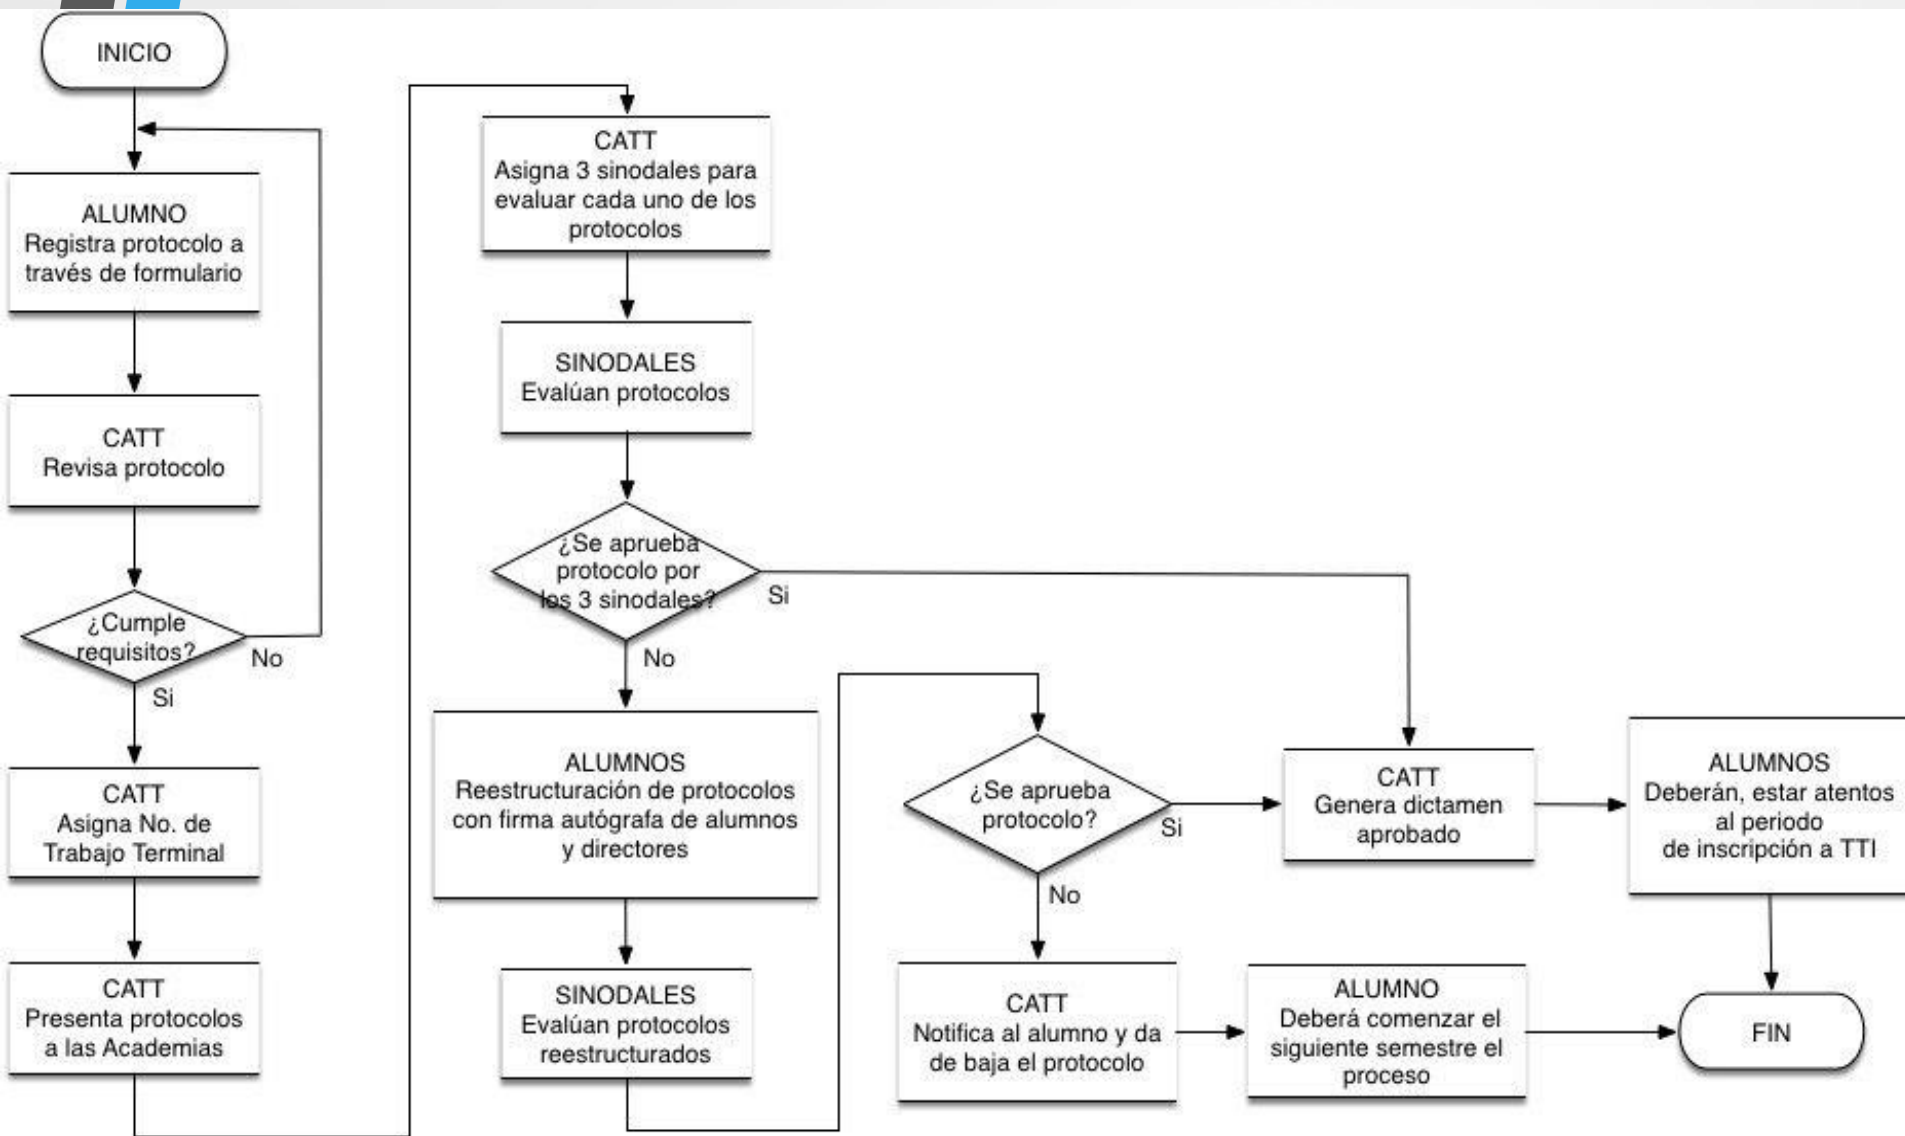 INICIO
ALUMNO
Registra protocolo a
través de formulario
CATT
Revisa protocolo
¿Cumple
requisitos?
No
Si
CATT
Asigna No. de
Trabajo Terminal
CATT
Presenta protocolos
a las Academias
CATT
Asigna 3 sinodales para
evaluar cada uno de los
protocolos
SINODALES
Evalúan protocolos
¿Se aprueba
protocolo por
los 3 sinodales?
Si
No
ALUMNOS
Reestructuración de protocolos
con firma autógrafa de alumnos
y directores
SINODALES
Evalúan protocolos
reestructurados
¿Se aprueba
protocolo?
Si
No
CATT
Genera dictamen
aprobado
ALUMNOS
Deberán, estar atentos
al periodo
de inscripción a TTI
CATT
Notifica al alumno y da
de baja el protocolo
ALUMNO
Deberá comenzar el
siguiente semestre el
proceso
FIN